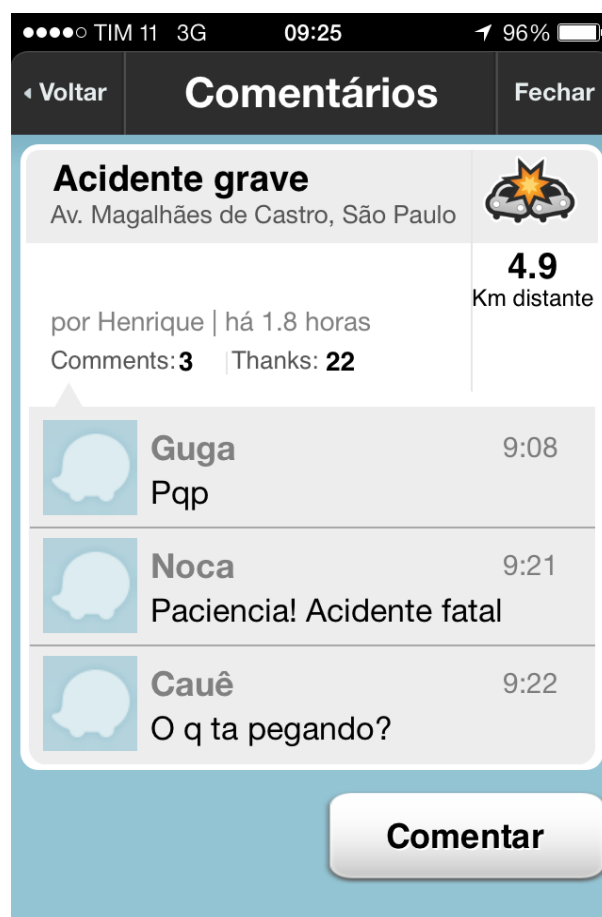 TIM 11 3G 09:25 96%
Voltar Comentários Fechar
Acidente grave
Av. Magalhães de Castro, São Paulo
4.9
Km distante
por Henrique | há 1.8 horas
Comments: 3 Thanks: 22
Guga 9:08
Pqp
Noca 9:21
Paciencia! Acidente fatal
Cauê 9:22
O q ta pegando?
Comentar